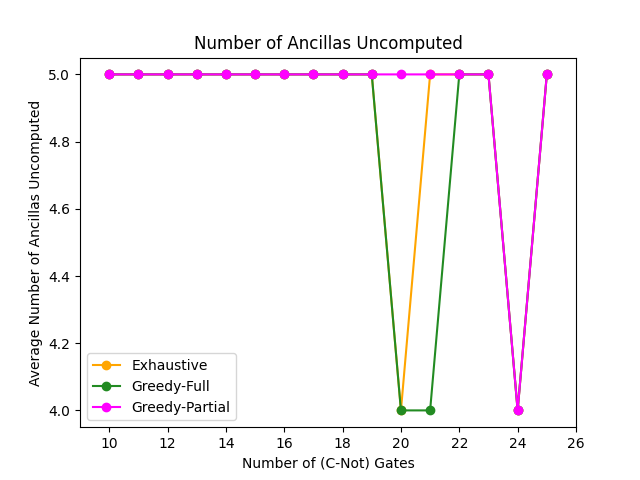 Number of Ancillas Uncomputed
Average Number of Ancillas Uncomputed
5.0
4.8
4.6
4.4
4.2
4.0
Exhaustive
Greedy-Full
Greedy-Partial
10 12 14 16 18 20 22 24 26
Number of (C-Not) Gates